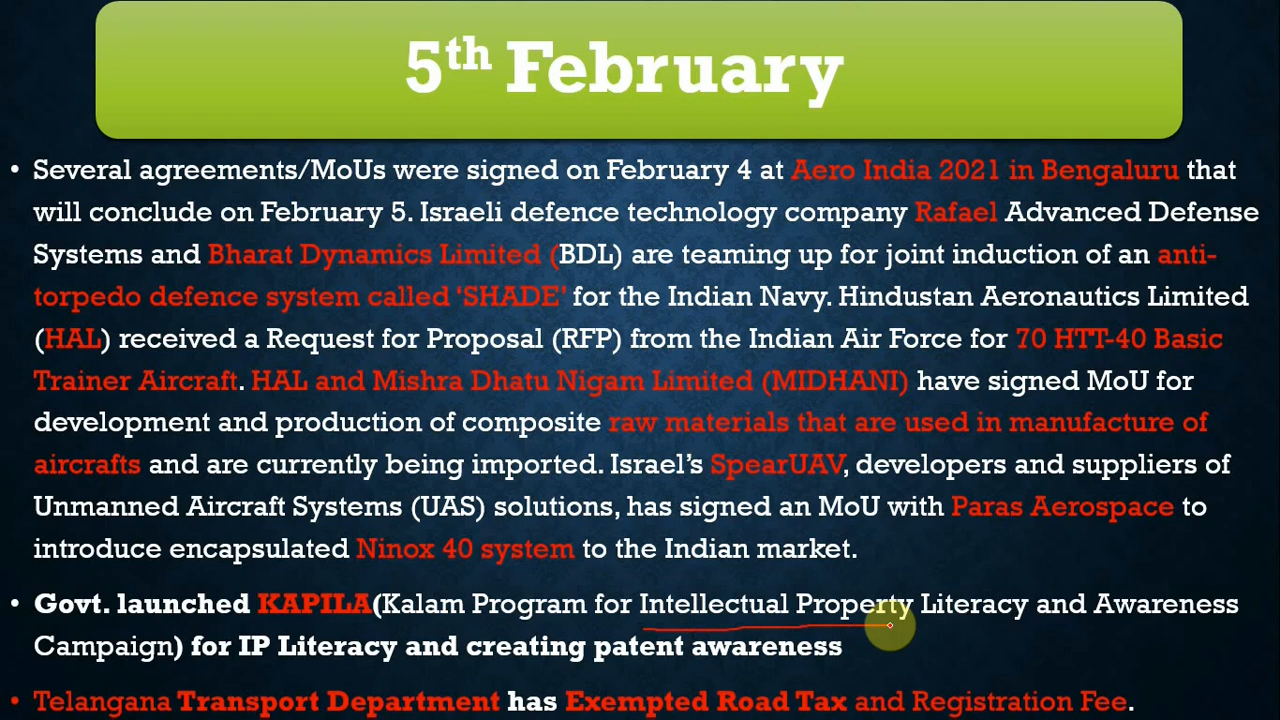 5th February
• Several agreements/MoUs were signed on February 4 at Aero India 2021 in Bengaluru that
will conclude on February 5. Israeli defence technology company Rafael Advanced Defense
Systems and Bharat Dynamics Limited (BDL) are teaming up for joint induction of an anti-
torpedo defence system called ‘SHADE’ for the Indian Navy. Hindustan Aeronautics Limited
(HAL) received a Request for Proposal (RFP) from the Indian Air Force for 70 HTT-40 Basic
Trainer Aircraft. HAL and Mishra Dhatu Nigam Limited (MIDHANI) have signed MoU for
development and production of composite raw materials that are used in manufacture of
aircrafts and are currently being imported. Israel’s SpearUAV, developers and suppliers of
Unmanned Aircraft Systems (UAS) solutions, has signed an MoU with Paras Aerospace to
introduce encapsulated Ninox 40 system to the Indian market.
• Govt. launched KAPILA(Kalam Program for Intellectual Property Literacy and Awareness
Campaign) for IP Literacy and creating patent awareness
• Telangana Transport Department has Exempted Road Tax and Registration Fee.